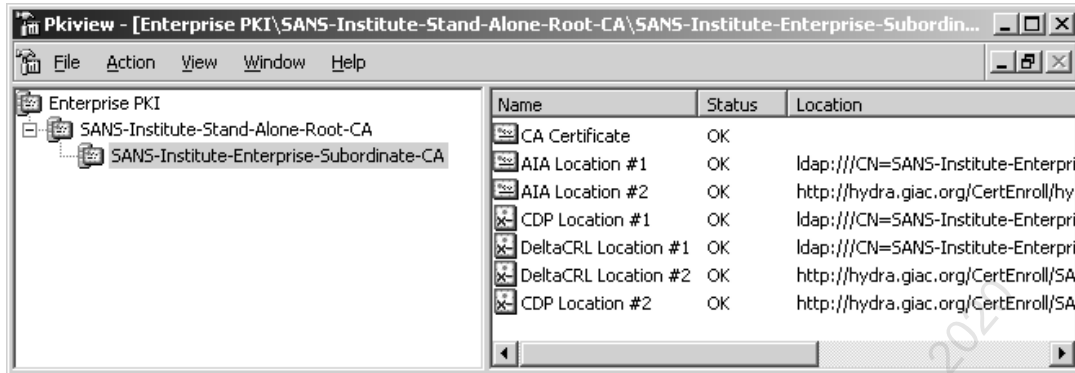 Pkiview - [Enterprise PKI\SANS-Institute-Stand-Alone-Root-CA\SANS-Institute-Enterprise-Subordin...
File Action View Window Help
Enterprise PKI
SANS-Institute-Stand-Alone-Root-CA
SANS-Institute-Enterprise-Subordinate-CA
Name Status Location
CA Certificate OK
AIA Location #1 OK ldap:///CN=SANS-Institute-Enterpri
AIA Location #2 OK http://hydra.giac.org/CertEnroll/hy
CDP Location #1 OK ldap:///CN=SANS-Institute-Enterpri
DeltaCRL Location #1 OK ldap:///CN=SANS-Institute-Enterpri
DeltaCRL Location #2 OK http://hydra.giac.org/CertEnroll/SA
CDP Location #2 OK http://hydra.giac.org/CertEnroll/SA
2020